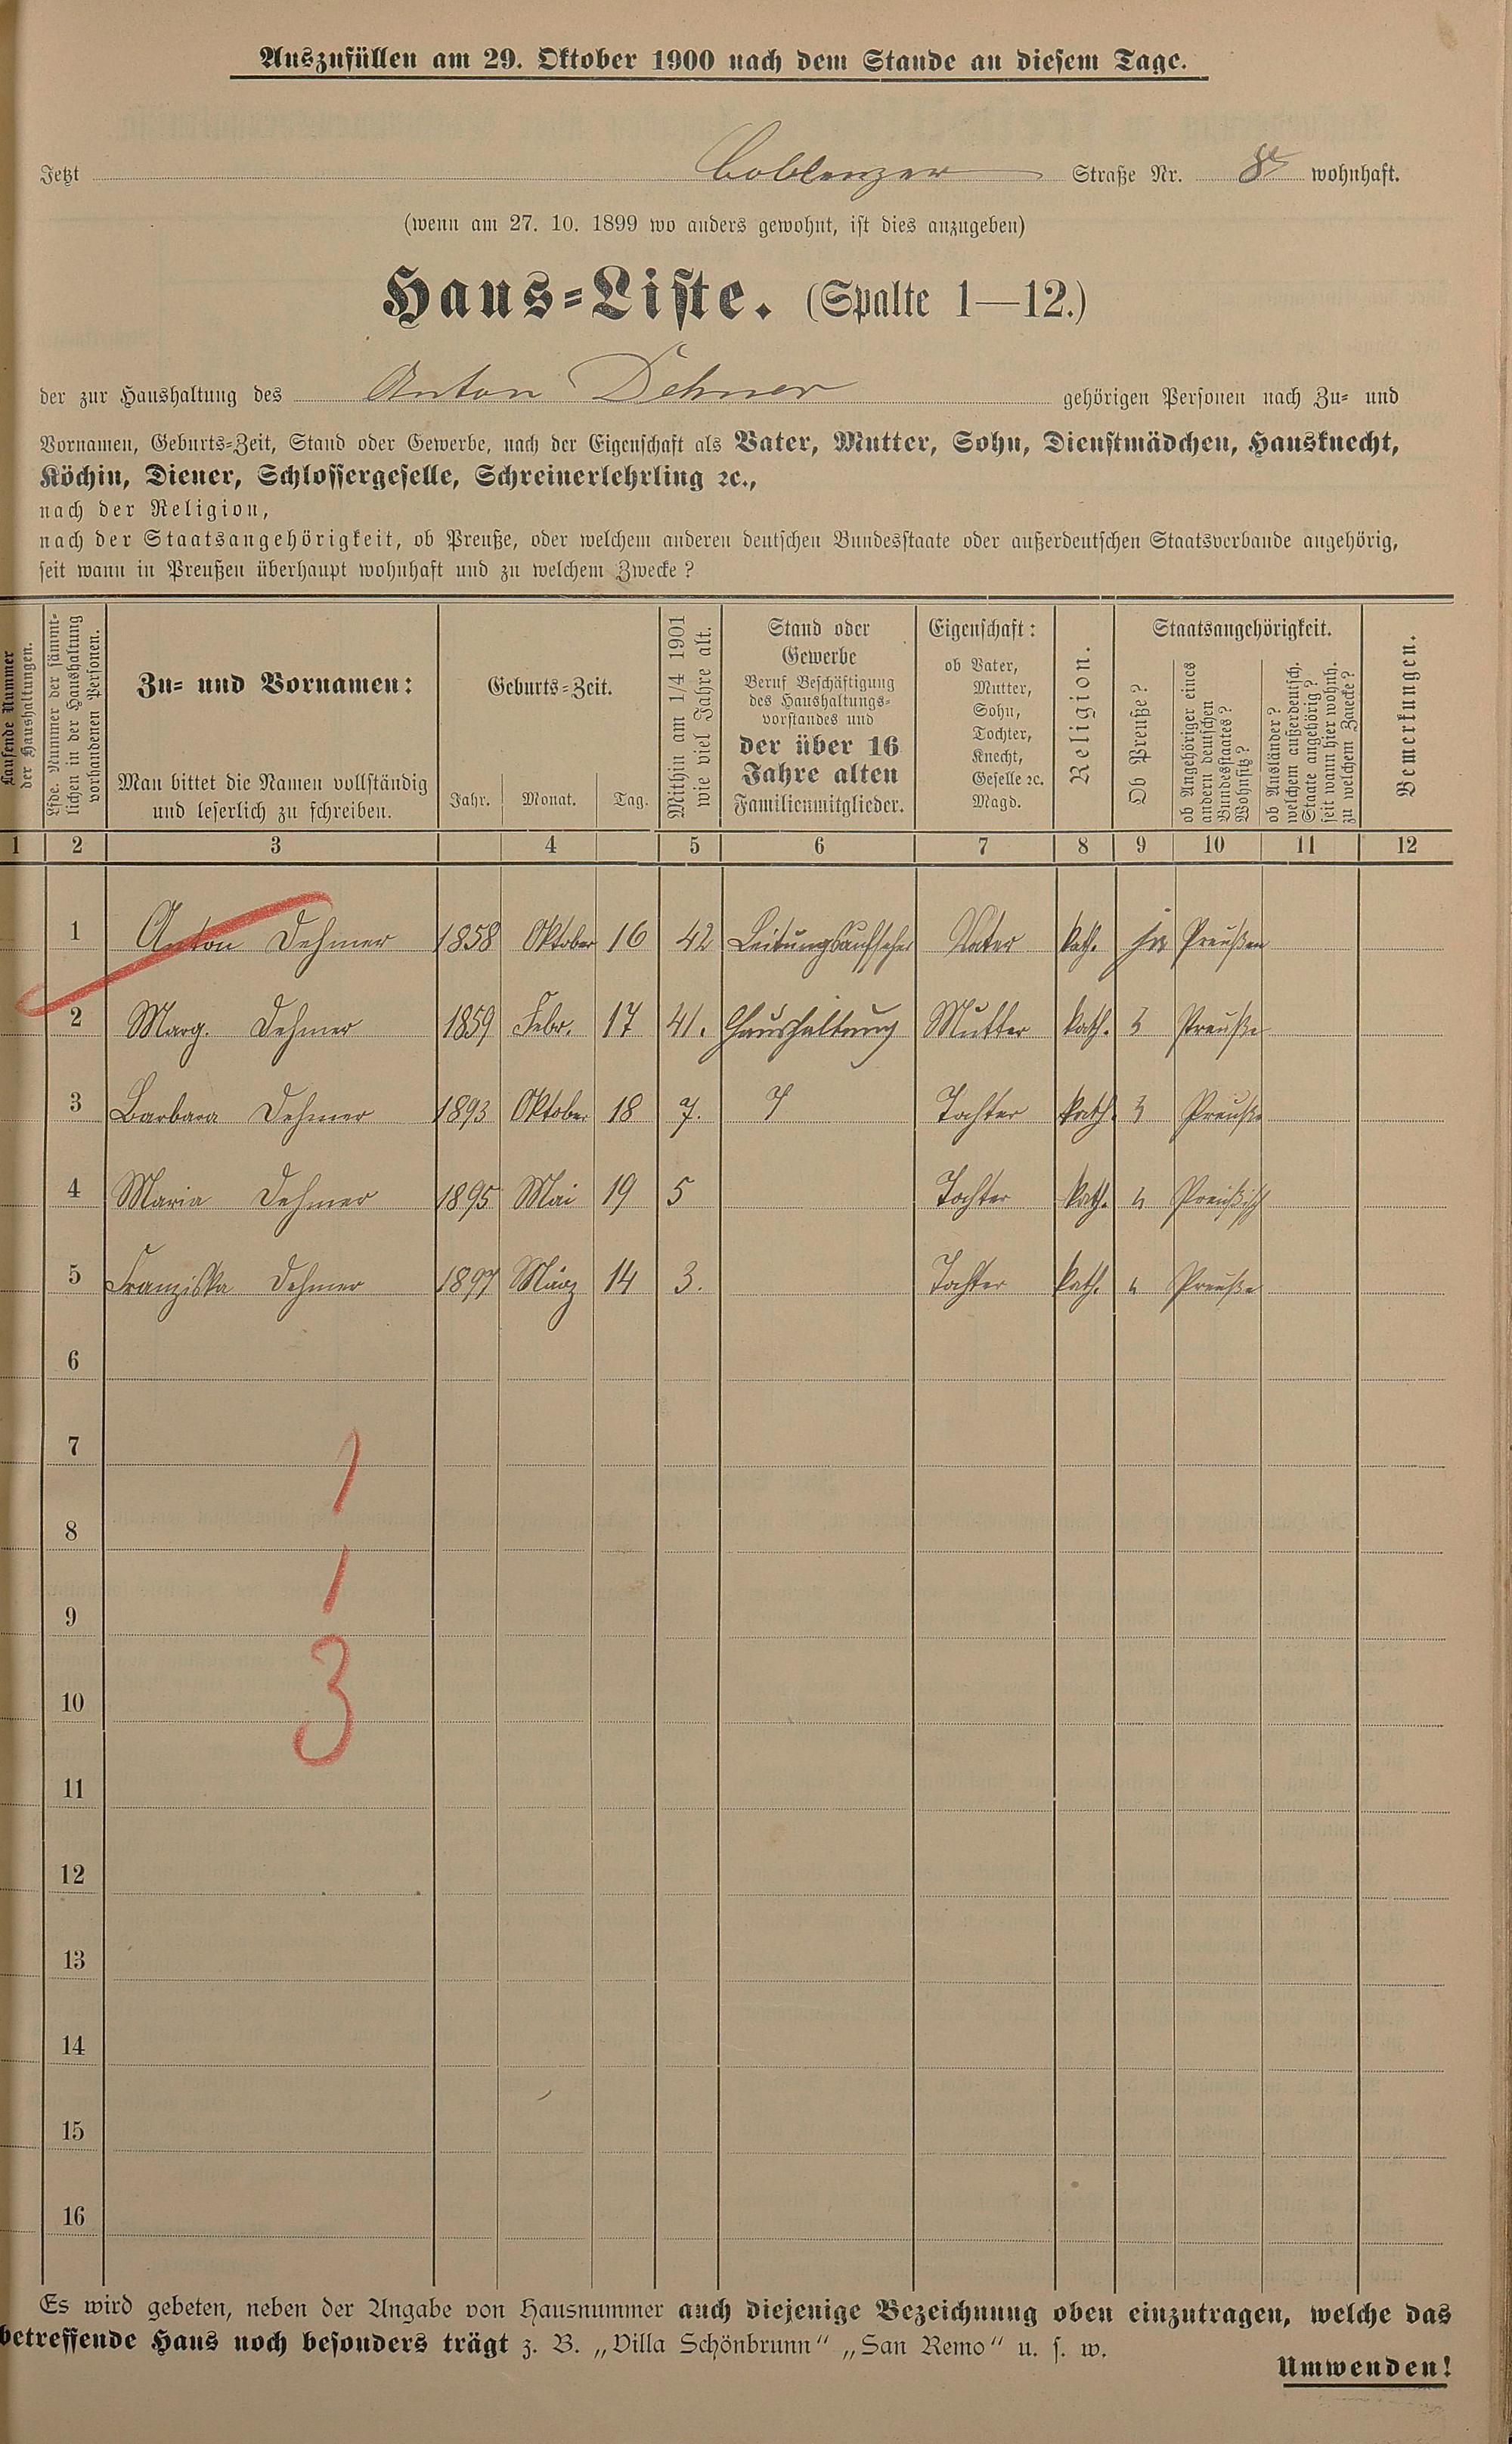 Auszufüllen am 29. Oktober 1900 nach dem Stande an diesem Tage.
Jetzt Coblenzer Straße Nr. 8 wohnhaft.
(wenn am 27. 10. 1899 wo anders gewohnt, ist dies anzugeben)
Haus-Liste. (Spalte 1—12.)
der zur Haushaltung des Anton Dehmer gehörigen Personen nach Zu- und
Vornamen, Geburts-Zeit, Stand oder Gewerbe, nach der Eigenschaft als Vater, Mutter, Sohn, Dienstmädchen, Hausknecht,
Köchin, Diener, Schlossergeselle, Schreinerlehrling ꝛc.,
nach der Religion,
nach der Staatsangehörigkeit, ob Preuße, oder welchem anderen deutschen Bundesstaate oder außerdeutschen Staatsverbande angehörig,
seit wann in Preußen überhaupt wohnhaft und zu welchem Zwecke?
Laufende Nummer
der Haushaltungen.
Lfde. Nummer der sämmt-
lichen in der Haushaltung
vorhandenen Personen.
Zu- und Vornamen:
Man bittet die Namen vollständig
und leserlich zu schreiben.
Geburts-Zeit.
Jahr. Monat. Tag.
Mithin am 1/4 1901
wie viel Jahre alt.
Stand oder
Gewerbe
Beruf Beschäftigung
des Haushaltungs-
vorstandes und
der über 16
Jahre alten
Familienmitglieder.
Eigenschaft:
ob Vater,
Mutter,
Sohn,
Tochter,
Knecht,
Geselle ꝛc.
Magd.
Religion.
Staatsangehörigkeit.
Ob Preuße?
ob Angehöriger eines
andern deutschen
Bundesstaates?
Wohnsitz?
ob Ausländer?
welchem außerdeutsch.
Staate angehörig?
seit wann hier wohnh.
zu welchem Zwecke?
Bemerkungen.
1 2 3 4 5 6 7 8 9 10 11 12
1 Anton Dehmer 1858 Oktober 16 42 Leitungsaufseher Vater kath. ja Preußen
2 Marg. Dehmer 1859 Febr. 17 41. Haushaltung Mutter kath. Preuße
3 Barbara Dehmer 1893 Oktober 18 7. Tochter kath. Preuße
4 Maria Dehmer 1895 Mai 19 5 Tochter kath. "
5 Franziska Dehmer 1897 März 14 3. Tochter kath. " Preuße
6
7
1
8
1
9
3
10
11
12
13
14
15
16
Es wird gebeten, neben der Angabe von Hausnummer auch diejenige Bezeichnung oben einzutragen, welche das
betreffende Haus noch besonders trägt z. B. „Villa Schönbrunn“ „San Remo“ u. s. w.
Umwenden!